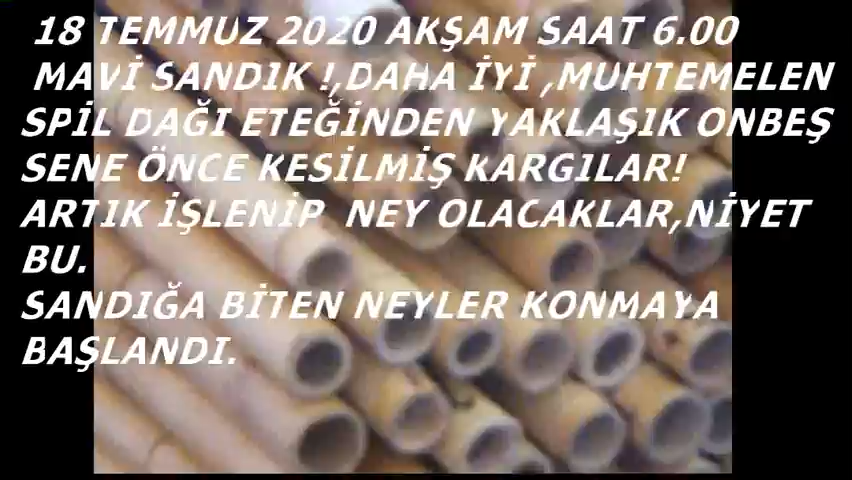 18 TEMMUZ 2020 AKŞAM SAAT 6.00
MAVİ SANDIK !,DAHA İYİ ,MUHTEMELEN
SPİL DAĞI ETEĞİNDEN YAKLAŞIK ONBEŞ
SENE ÖNCE KESİLMİŞ KARGILAR!
ARTIK İŞLENİP NEY OLACAKLAR,NİYET
BU.
SANDIĞA BİTEN NEYLER KONMAYA
BAŞLANDI.